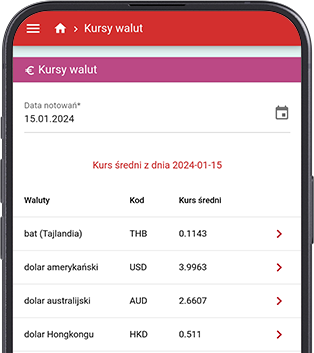 Kursy walut
€ Kursy walut
Data notowań*
15.01.2024
Kurs średni z dnia 2024-01-15
Waluty Kod Kurs średni
bat (Tajlandia) THB 0.1143
dolar amerykański USD 3.9963
dolar australijski AUD 2.6607
dolar Hongkongu HKD 0.511